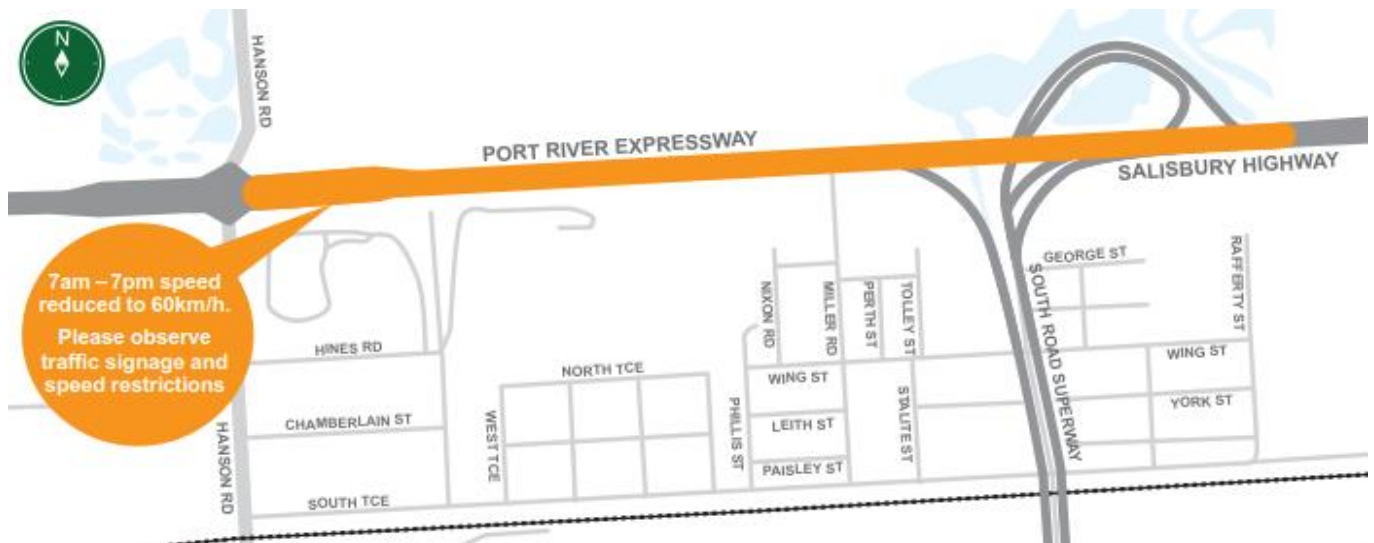 N
HANSON RD
PORT RIVER EXPRESSWAY
SALISBURY HIGHWAY
7am – 7pm speed
reduced to 60km/h.
Please observe
traffic signage and
speed restrictions
GEORGE ST
RAFFERTY ST
SOUTH ROAD SUPERWAY
NIXON RD
MILLER RD
PERTH ST
TOLLEY ST
HINES RD
WING ST
NORTH TCE
WING ST
CHAMBERLAIN ST
WEST TCE
PHILLIS ST
LEITH ST
STALITE ST
YORK ST
HANSON RD
PAISLEY ST
SOUTH TCE